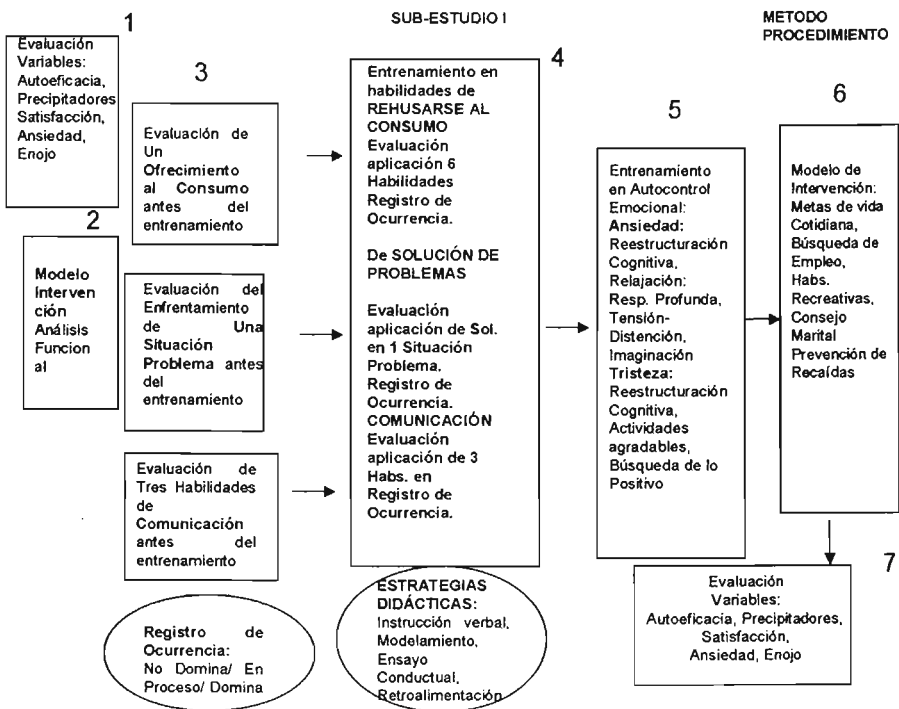 SUB-ESTUDIO I
METODO
PROCEDIMIENTO
1
Evaluación
Variables:
Autoeficacia,
Precipitadores
Satisfacción,
Ansiedad,
Enojo
2
Modelo
Interven
ción
Análisis
Funcion
al
3
Evaluación de
Un
Ofrecimiento
al Consumo
antes del
entrenamiento
Evaluación del
Enfrentamiento
de Una
Situación
Problema antes
del
entrenamiento
Evaluación de
Tres Habilidades
de
Comunicación
antes del
entrenamiento
Registro de
Ocurrencia:
No Domina/ En
Proceso/ Domina
4
Entrenamiento en
habilidades de
REHUSARSE AL
CONSUMO
Evaluación
aplicación 6
Habilidades
Registro de
Ocurrencia.
De SOLUCIÓN DE
PROBLEMAS
Evaluación
aplicación de Sol.
en 1 Situación
Problema.
Registro de
Ocurrencia.
COMUNICACIÓN
Evaluación
aplicación de 3
Habs. en
Registro de
Ocurrencia.
ESTRATEGIAS
DIDÁCTICAS:
Instrucción verbal,
Modelamiento,
Ensayo
Conductual,
Retroalimentación
5
Entrenamiento
en Autocontrol
Emocional:
Ansiedad:
Reestructuración
Cognitiva,
Relajación:
Resp. Profunda,
Tensión-
Distención,
Imaginación
Tristeza:
Reestructuración
Cognitiva,
Actividades
agradables,
Búsqueda de lo
Positivo
6
Modelo de
Intervención:
Metas de vida
Cotidiana,
Búsqueda de
Empleo,
Habs.
Recreativas,
Consejo
Marital
Prevención de
Recaídas
7
Evaluación
Variables:
Autoeficacia, Precipitadores,
Satisfacción,
Ansiedad, Enojo